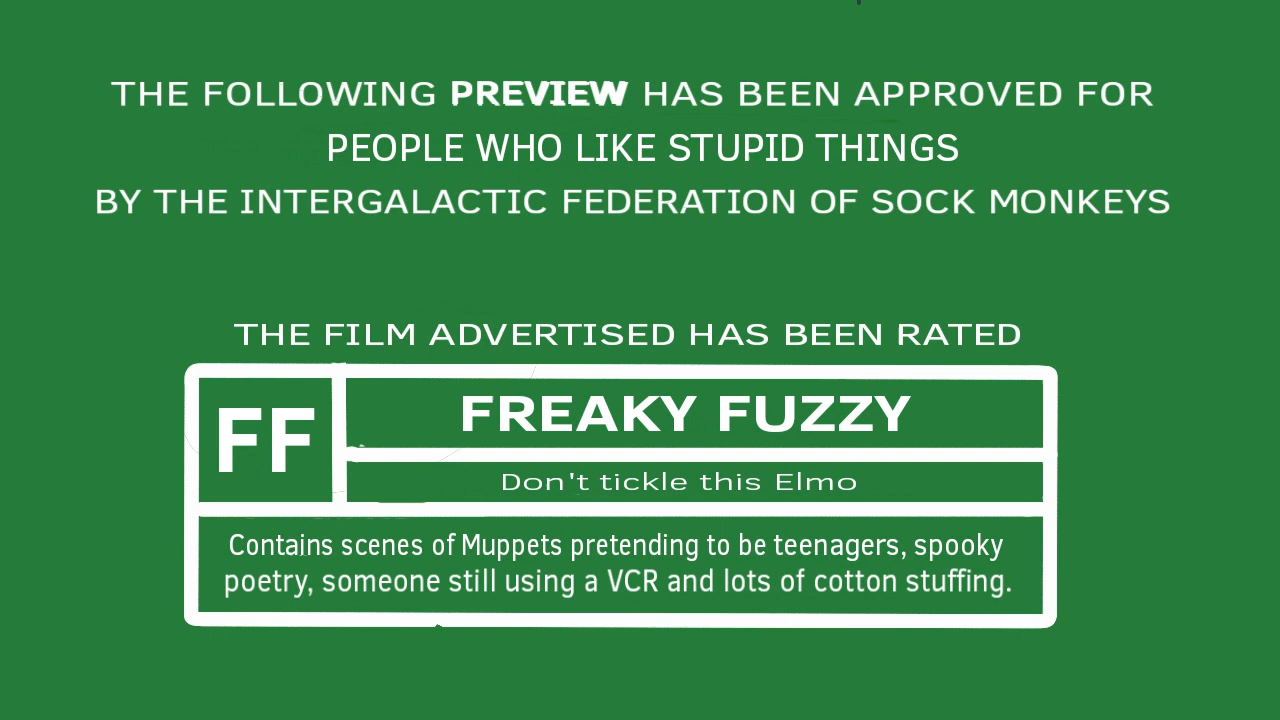 THE FOLLOWING PREVIEW HAS BEEN APPROVED FOR
PEOPLE WHO LIKE STUPID THINGS
BY THE INTERGALACTIC FEDERATION OF SOCK MONKEYS
THE FILM ADVERTISED HAS BEEN RATED
FF
FREAKY FUZZY
Don't tickle this Elmo
Contains scenes of Muppets pretending to be teenagers, spooky
poetry, someone still using a VCR and lots of cotton stuffing.